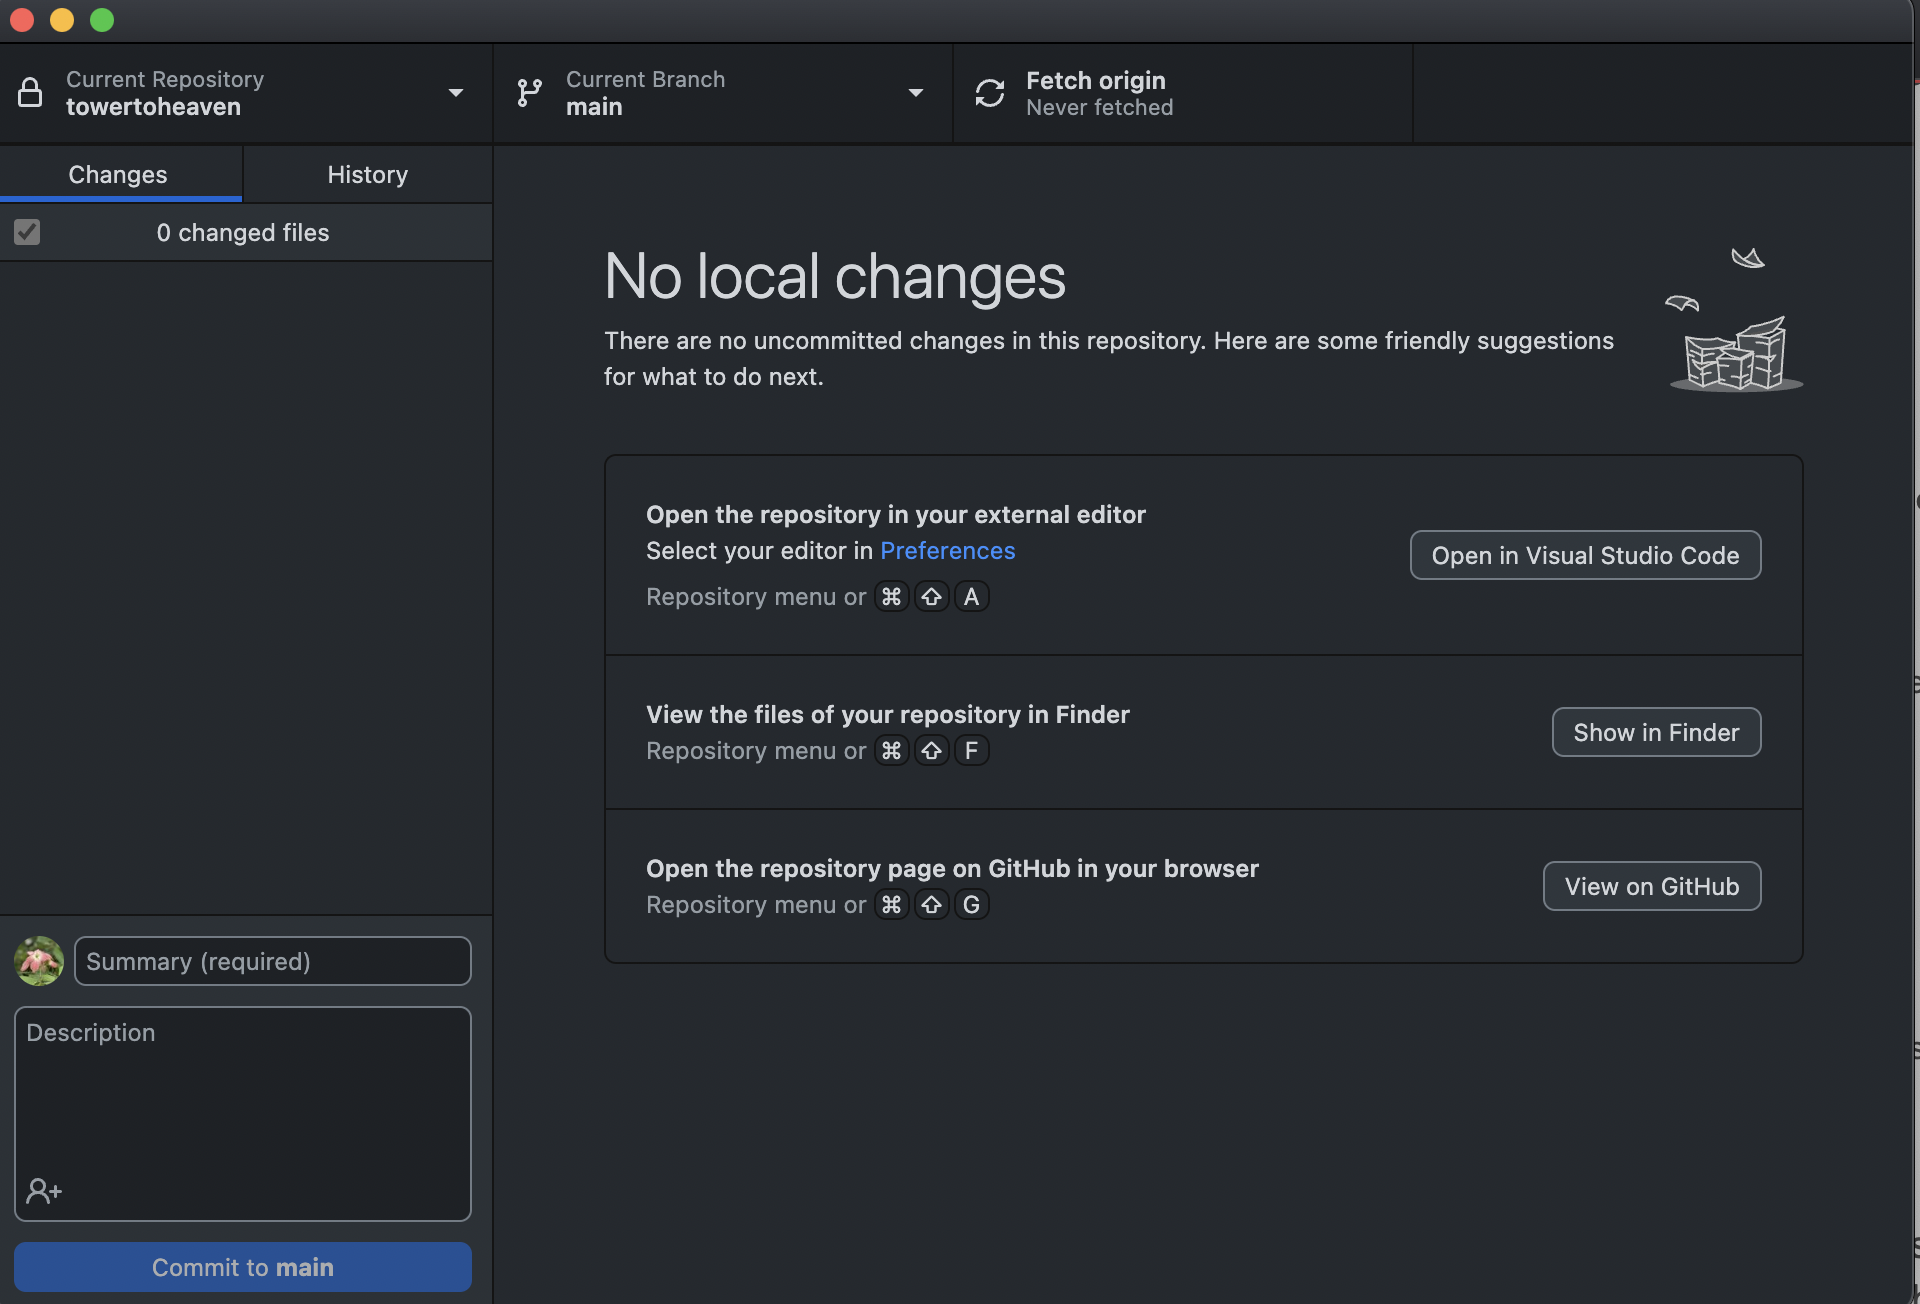 Current Repository
towertoheaven
Current Branch
main
Fetch origin
Never fetched
Changes
History
0 changed files
No local changes
There are no uncommitted changes in this repository. Here are some friendly suggestions
for what to do next.
Open the repository in your external editor
Select your editor in Preferences
Repository menu or ⌘ ⇧ A
Open in Visual Studio Code
View the files of your repository in Finder
Repository menu or ⌘ ⇧ F
Show in Finder
Open the repository page on GitHub in your browser
Repository menu or ⌘ ⇧ G
View on GitHub
Summary (required)
Description
Commit to main